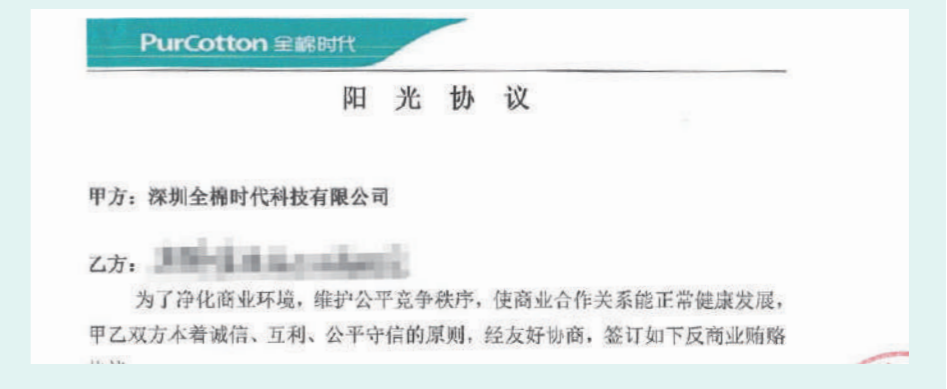 PurCotton 全棉时代
阳 光 协 议
甲方：深圳全棉时代科技有限公司
乙方：
为了净化商业环境，维护公平竞争秩序，使商业合作关系能正常健康发展，
甲乙双方本着诚信、互利、公平守信的原则，经友好协商，签订如下反商业贿赂